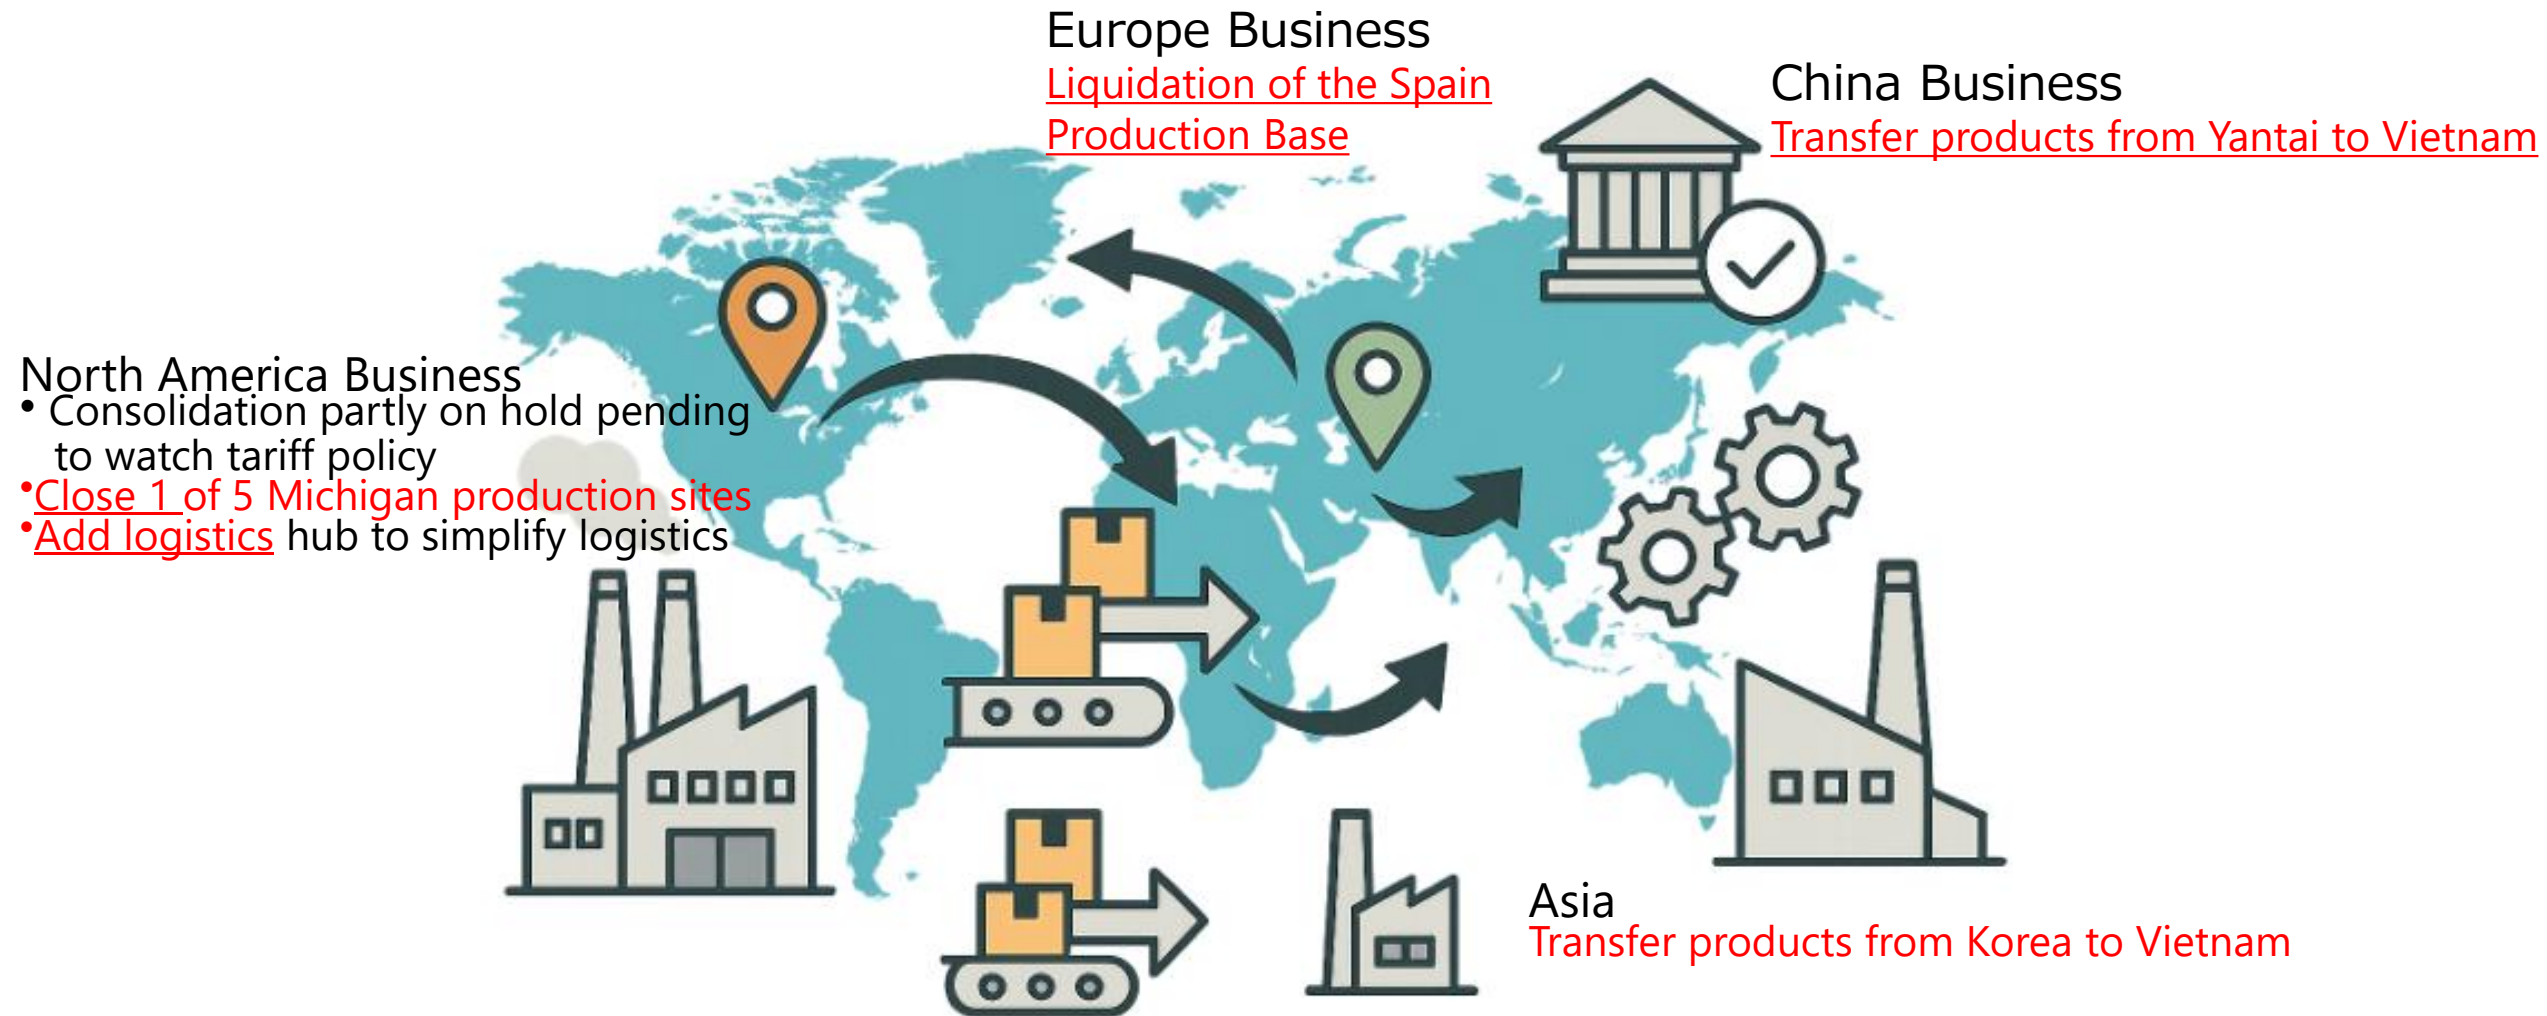 Europe Business
Liquidation of the Spain
Production Base
China Business
Transfer products from Yantai to Vietnam
North America Business
• Consolidation partly on hold pending
to watch tariff policy
•Close 1 of 5 Michigan production sites
•Add logistics hub to simplify logistics
Asia
Transfer products from Korea to Vietnam